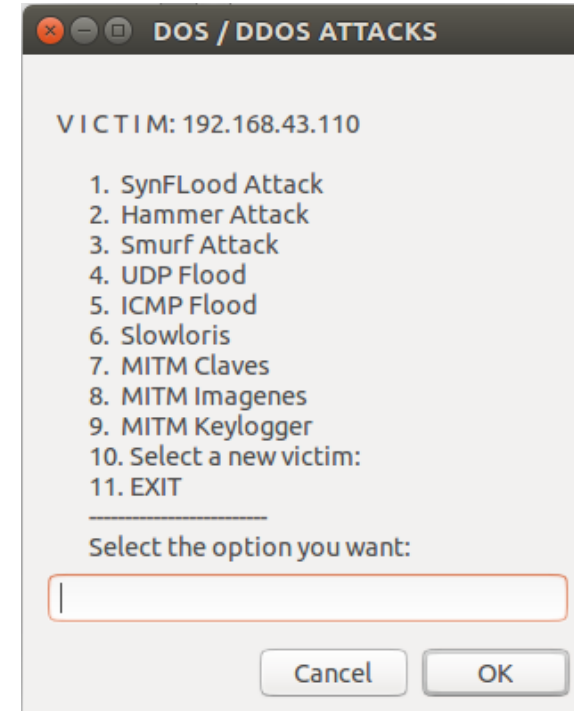 DOS / DDOS ATTACKS
V I C T I M: 192.168.43.110
1. SynFLood Attack
2. Hammer Attack
3. Smurf Attack
4. UDP Flood
5. ICMP Flood
6. Slowloris
7. MITM Claves
8. MITM Imagenes
9. MITM Keylogger
10. Select a new victim:
11. EXIT
-------------------------
Select the option you want:
Cancel OK